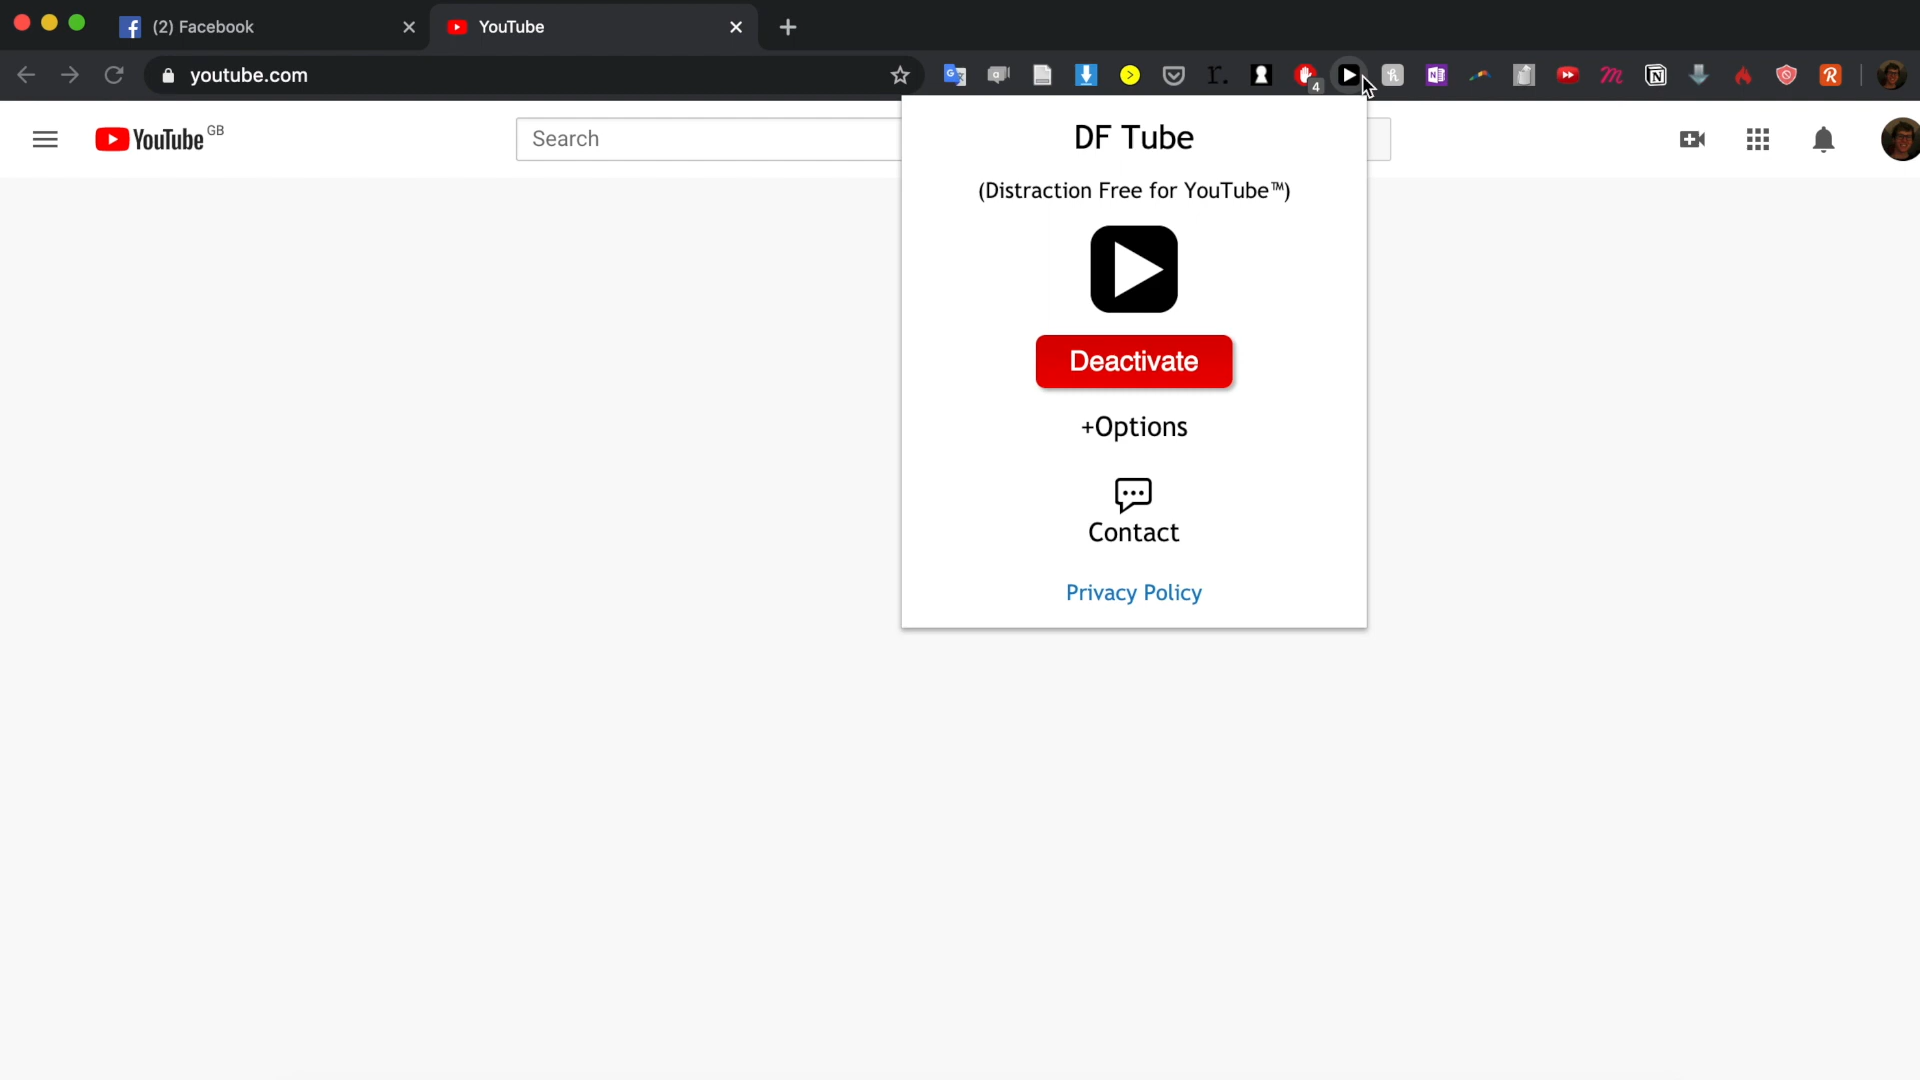 (2) Facebook
YouTube
youtube.com
4
YouTube GB
Search
DF Tube
(Distraction Free for YouTube™)
Deactivate
+Options
Contact
Privacy Policy